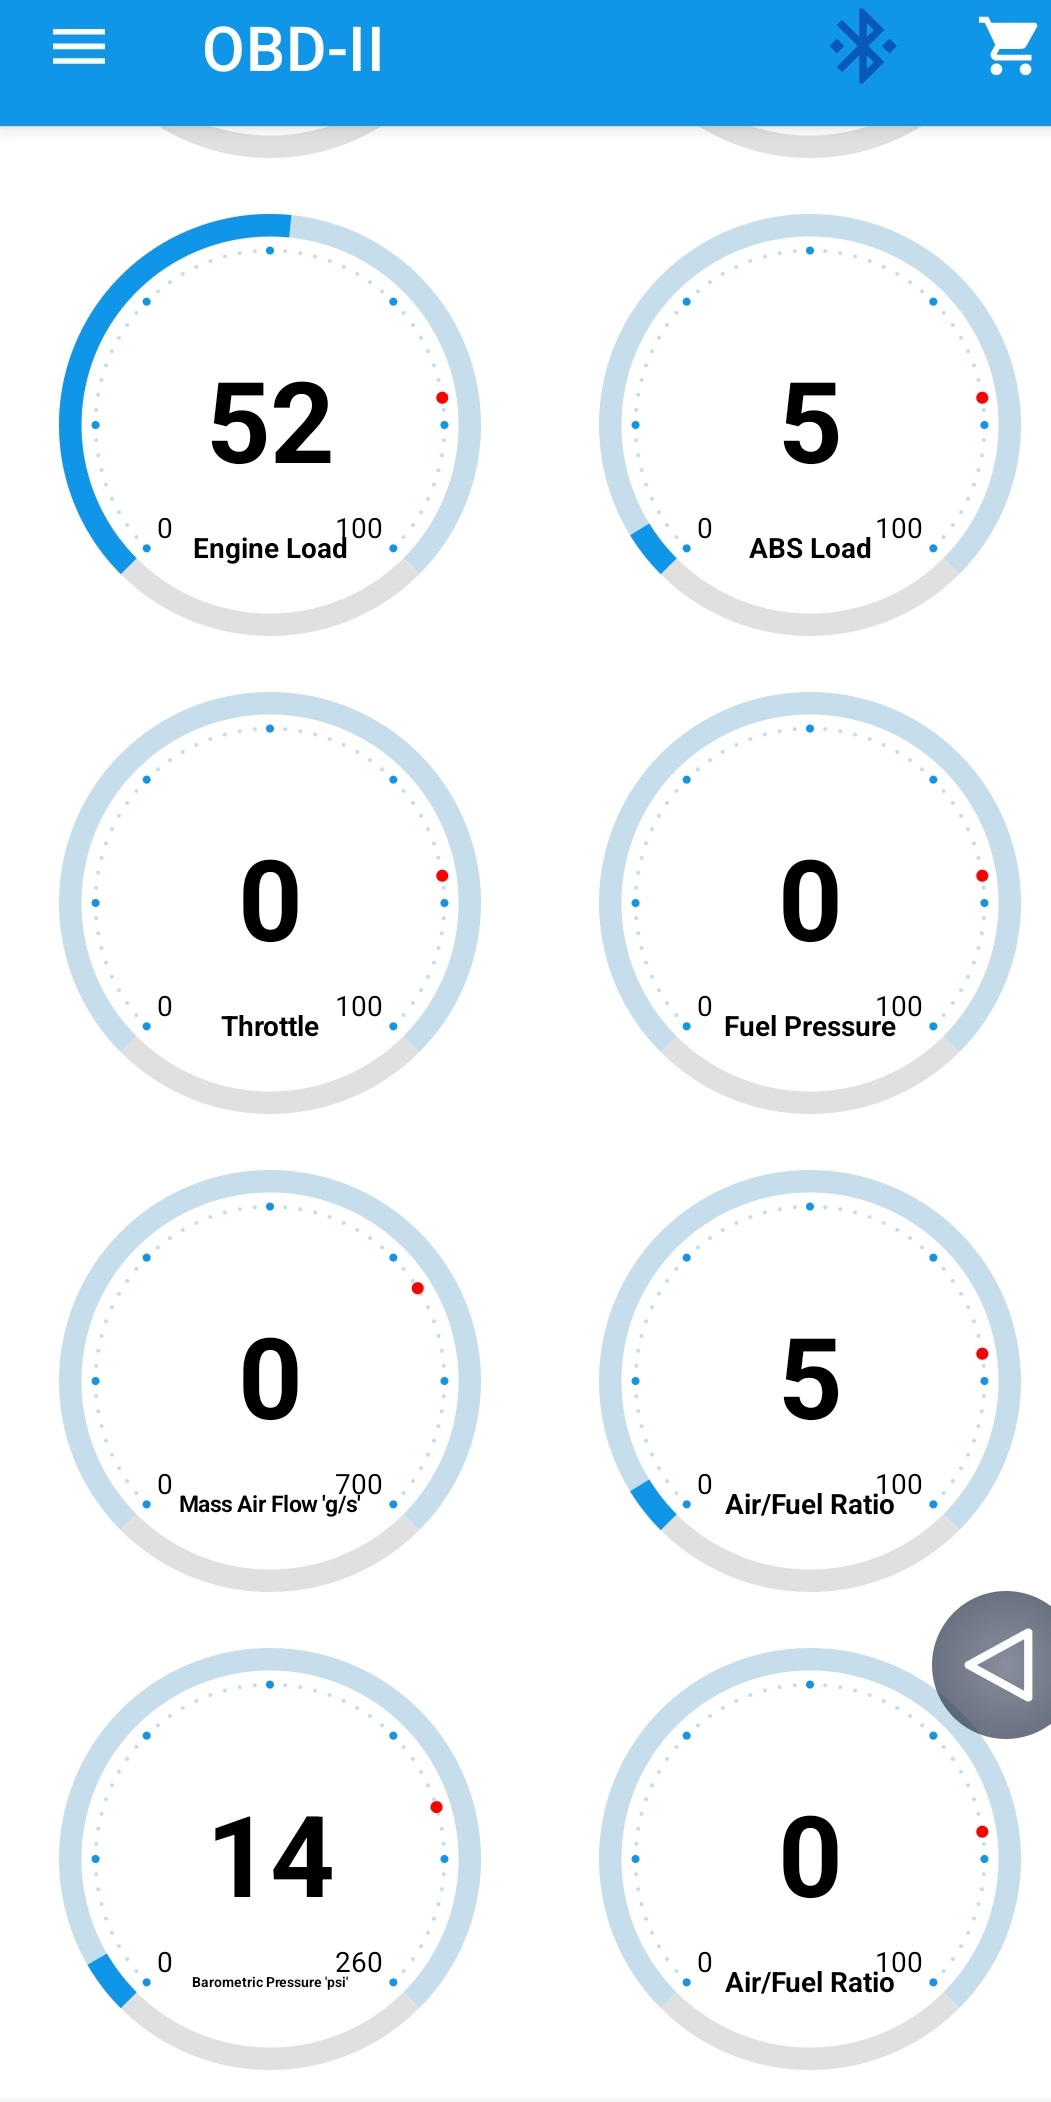 OBD-II
52
0 100
Engine Load
5
0 100
ABS Load
0
0 100
Throttle
0
0 100
Fuel Pressure
0
0 700
Mass Air Flow 'g/s'
5
0 100
Air/Fuel Ratio
14
0 260
Barometric Pressure 'psi'
0
0 100
Air/Fuel Ratio